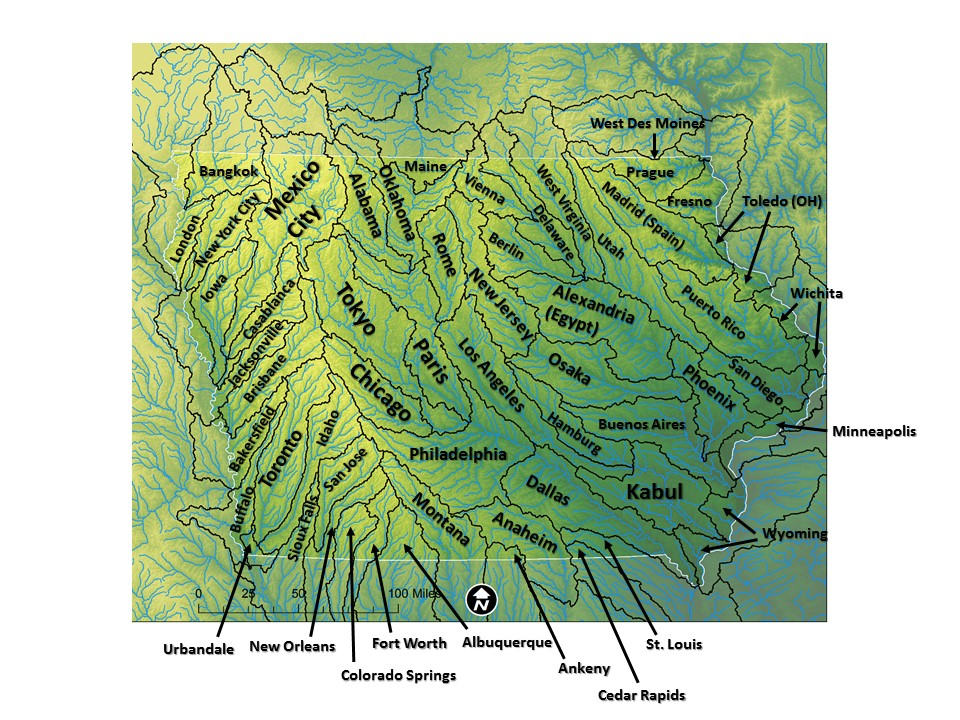 West Des Moines
Bangkok
Mexico
City
Alabama
Oklahoma
Maine
Vienna
West Virginia
Prague
Madrid (Spain)
Fresno
Toledo (OH)
London
New York City
Delaware
Utah
Berlin
Rome
Iowa
Casablanca
Tokyo
New Jersey
Alexandria
(Egypt)
Puerto Rico
Wichita
Jacksonville
Brisbane
Paris
Los Angeles
Osaka
San Diego
Phoenix
Chicago
Bakersfield
Toronto
Idaho
Hamburg
Buenos Aires
Minneapolis
San Jose
Philadelphia
Buffalo
Sioux Falls
Montana
Dallas
Kabul
Anaheim
Wyoming
0 25 50 100 Miles
N
Urbandale
New Orleans
Fort Worth
Albuquerque
St. Louis
Colorado Springs
Ankeny
Cedar Rapids